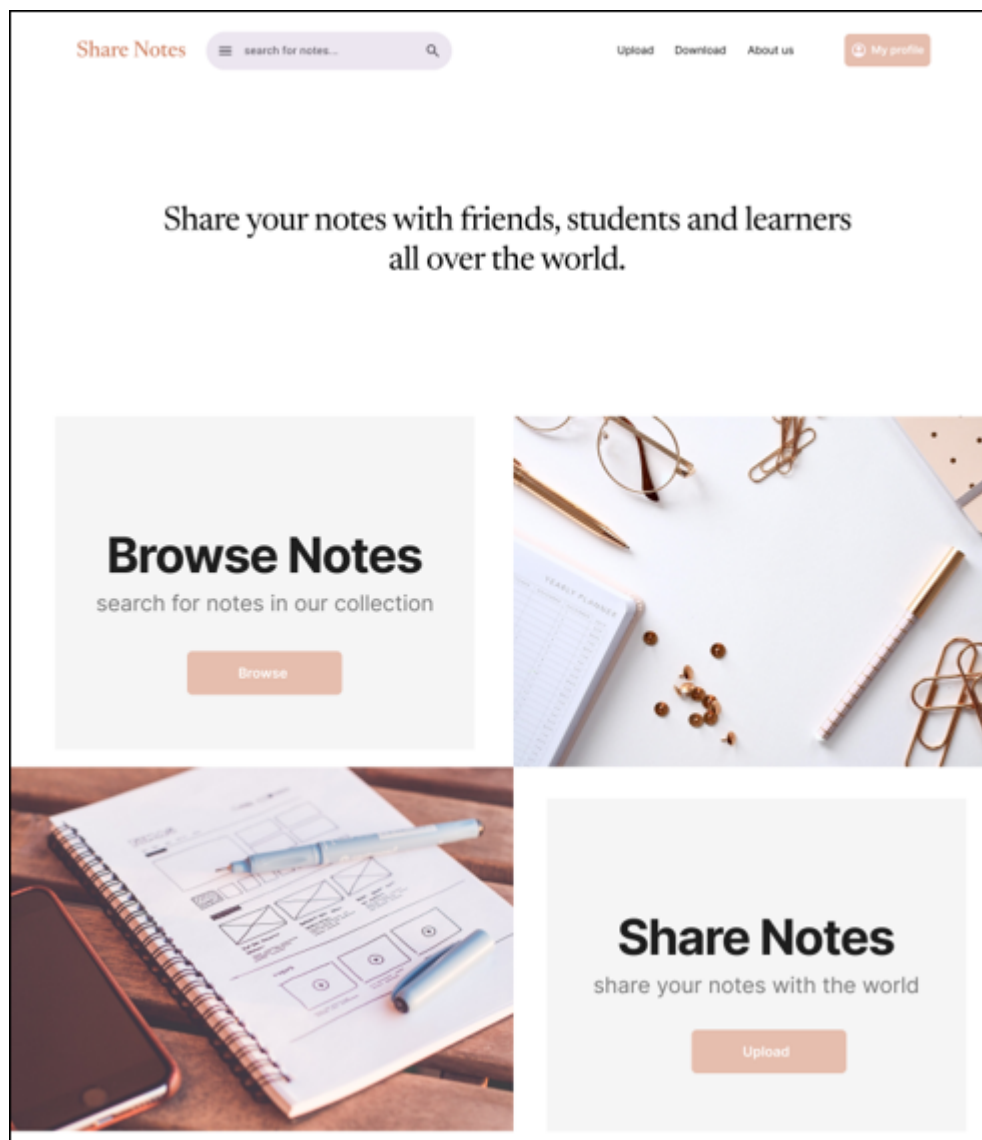 Share Notes
search for notes...
Upload
Download
About us
My profile
Share your notes with friends, students and learners
all over the world.
Browse Notes
search for notes in our collection
Browse
YEARLY PLANNER
Share Notes
share your notes with the world
Upload